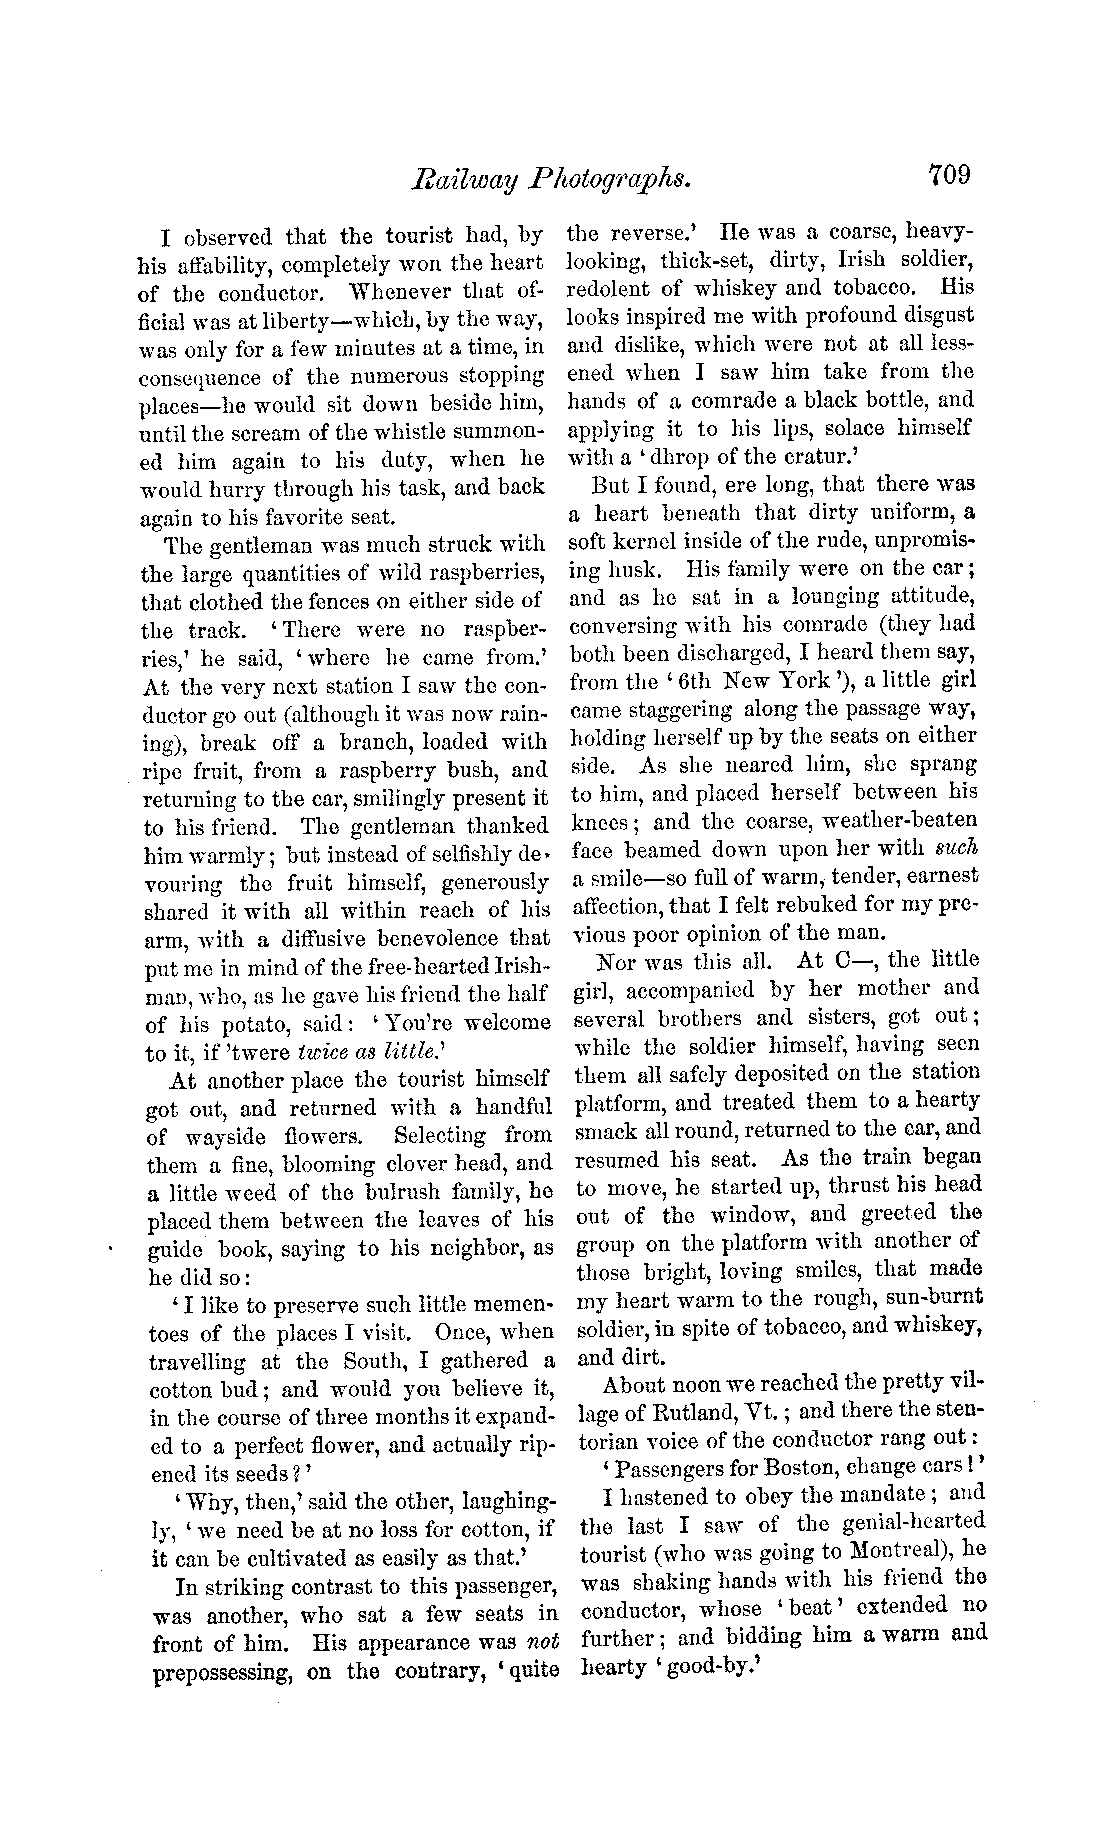 Railway Photographs. 709
I observed that the tourist had, by
his affability, completely won the heart
of the conductor. Whenever that of-
ficial was at liberty—which, by the way,
was only for a few minutes at a time, in
consequence of the numerous stopping
places—he would sit down beside him,
until the scream of the whistle summon-
ed him again to his duty, when he
would hurry through his task, and back
again to his favorite seat.
The gentleman was much struck with
the large quantities of wild raspberries,
that clothed the fences on either side of
the track. ‘There were no raspber-
ries,’ he said, ‘where he came from.’
At the very next station I saw the con-
ductor go out (although it was now rain-
ing), break off a branch, loaded with
ripe fruit, from a raspberry bush, and
returning to the car, smilingly present it
to his friend. The gentleman thanked
him warmly; but instead of selfishly de-
vouring the fruit himself, generously
shared it with all within reach of his
arm, with a diffusive benevolence that
put me in mind of the free-hearted Irish-
man, who, as he gave his friend the half
of his potato, said: ‘You're welcome
to it, if 'twere twice as little.’
At another place the tourist himself
got out, and returned with a handful
of wayside flowers. Selecting from
them a fine, blooming clover head, and
a little weed of the bulrush family, he
placed them between the leaves of his
guide book, saying to his neighbor, as
he did so:
‘I like to preserve such little memen-
toes of the places I visit. Once, when
travelling at the South, I gathered a
cotton bud; and would you believe it,
in the course of three months it expand-
ed to a perfect flower, and actually rip-
ened its seeds?’
‘Why, then,’ said the other, laughing-
ly, ‘we need be at no loss for cotton, if
it can be cultivated as easily as that.’
In striking contrast to this passenger,
was another, who sat a few seats in
front of him. His appearance was not
prepossessing, on the contrary, ‘quite
the reverse.’ He was a coarse, heavy-
looking, thick-set, dirty, Irish soldier,
redolent of whiskey and tobacco. His
looks inspired me with profound disgust
and dislike, which were not at all less-
ened when I saw him take from the
hands of a comrade a black bottle, and
applying it to his lips, solace himself
with a ‘dhrop of the cratur.’
But I found, ere long, that there was
a heart beneath that dirty uniform, a
soft kernel inside of the rude, unpromis-
ing husk. His family were on the car;
and as he sat in a lounging attitude,
conversing with his comrade (they had
both been discharged, I heard them say,
from the ‘6th New York’), a little girl
came staggering along the passage way,
holding herself up by the seats on either
side. As she neared him, she sprang
to him, and placed herself between his
knees; and the coarse, weather-beaten
face beamed down upon her with such
a smile—so full of warm, tender, earnest
affection, that I felt rebuked for my pre-
vious poor opinion of the man.
Nor was this all. At C—, the little
girl, accompanied by her mother and
several brothers and sisters, got out;
while the soldier himself, having seen
them all safely deposited on the station
platform, and treated them to a hearty
smack all round, returned to the car, and
resumed his seat. As the train began
to move, he started up, thrust his head
out of the window, and greeted the
group on the platform with another of
those bright, loving smiles, that made
my heart warm to the rough, sun-burnt
soldier, in spite of tobacco, and whiskey,
and dirt.
About noon we reached the pretty vil-
lage of Rutland, Vt.; and there the sten-
torian voice of the conductor rang out:
‘Passengers for Boston, change cars!’
I hastened to obey the mandate; and
the last I saw of the genial-hearted
tourist (who was going to Montreal), he
was shaking hands with his friend the
conductor, whose ‘beat’ extended no
further; and bidding him a warm and
hearty ‘good-by.’